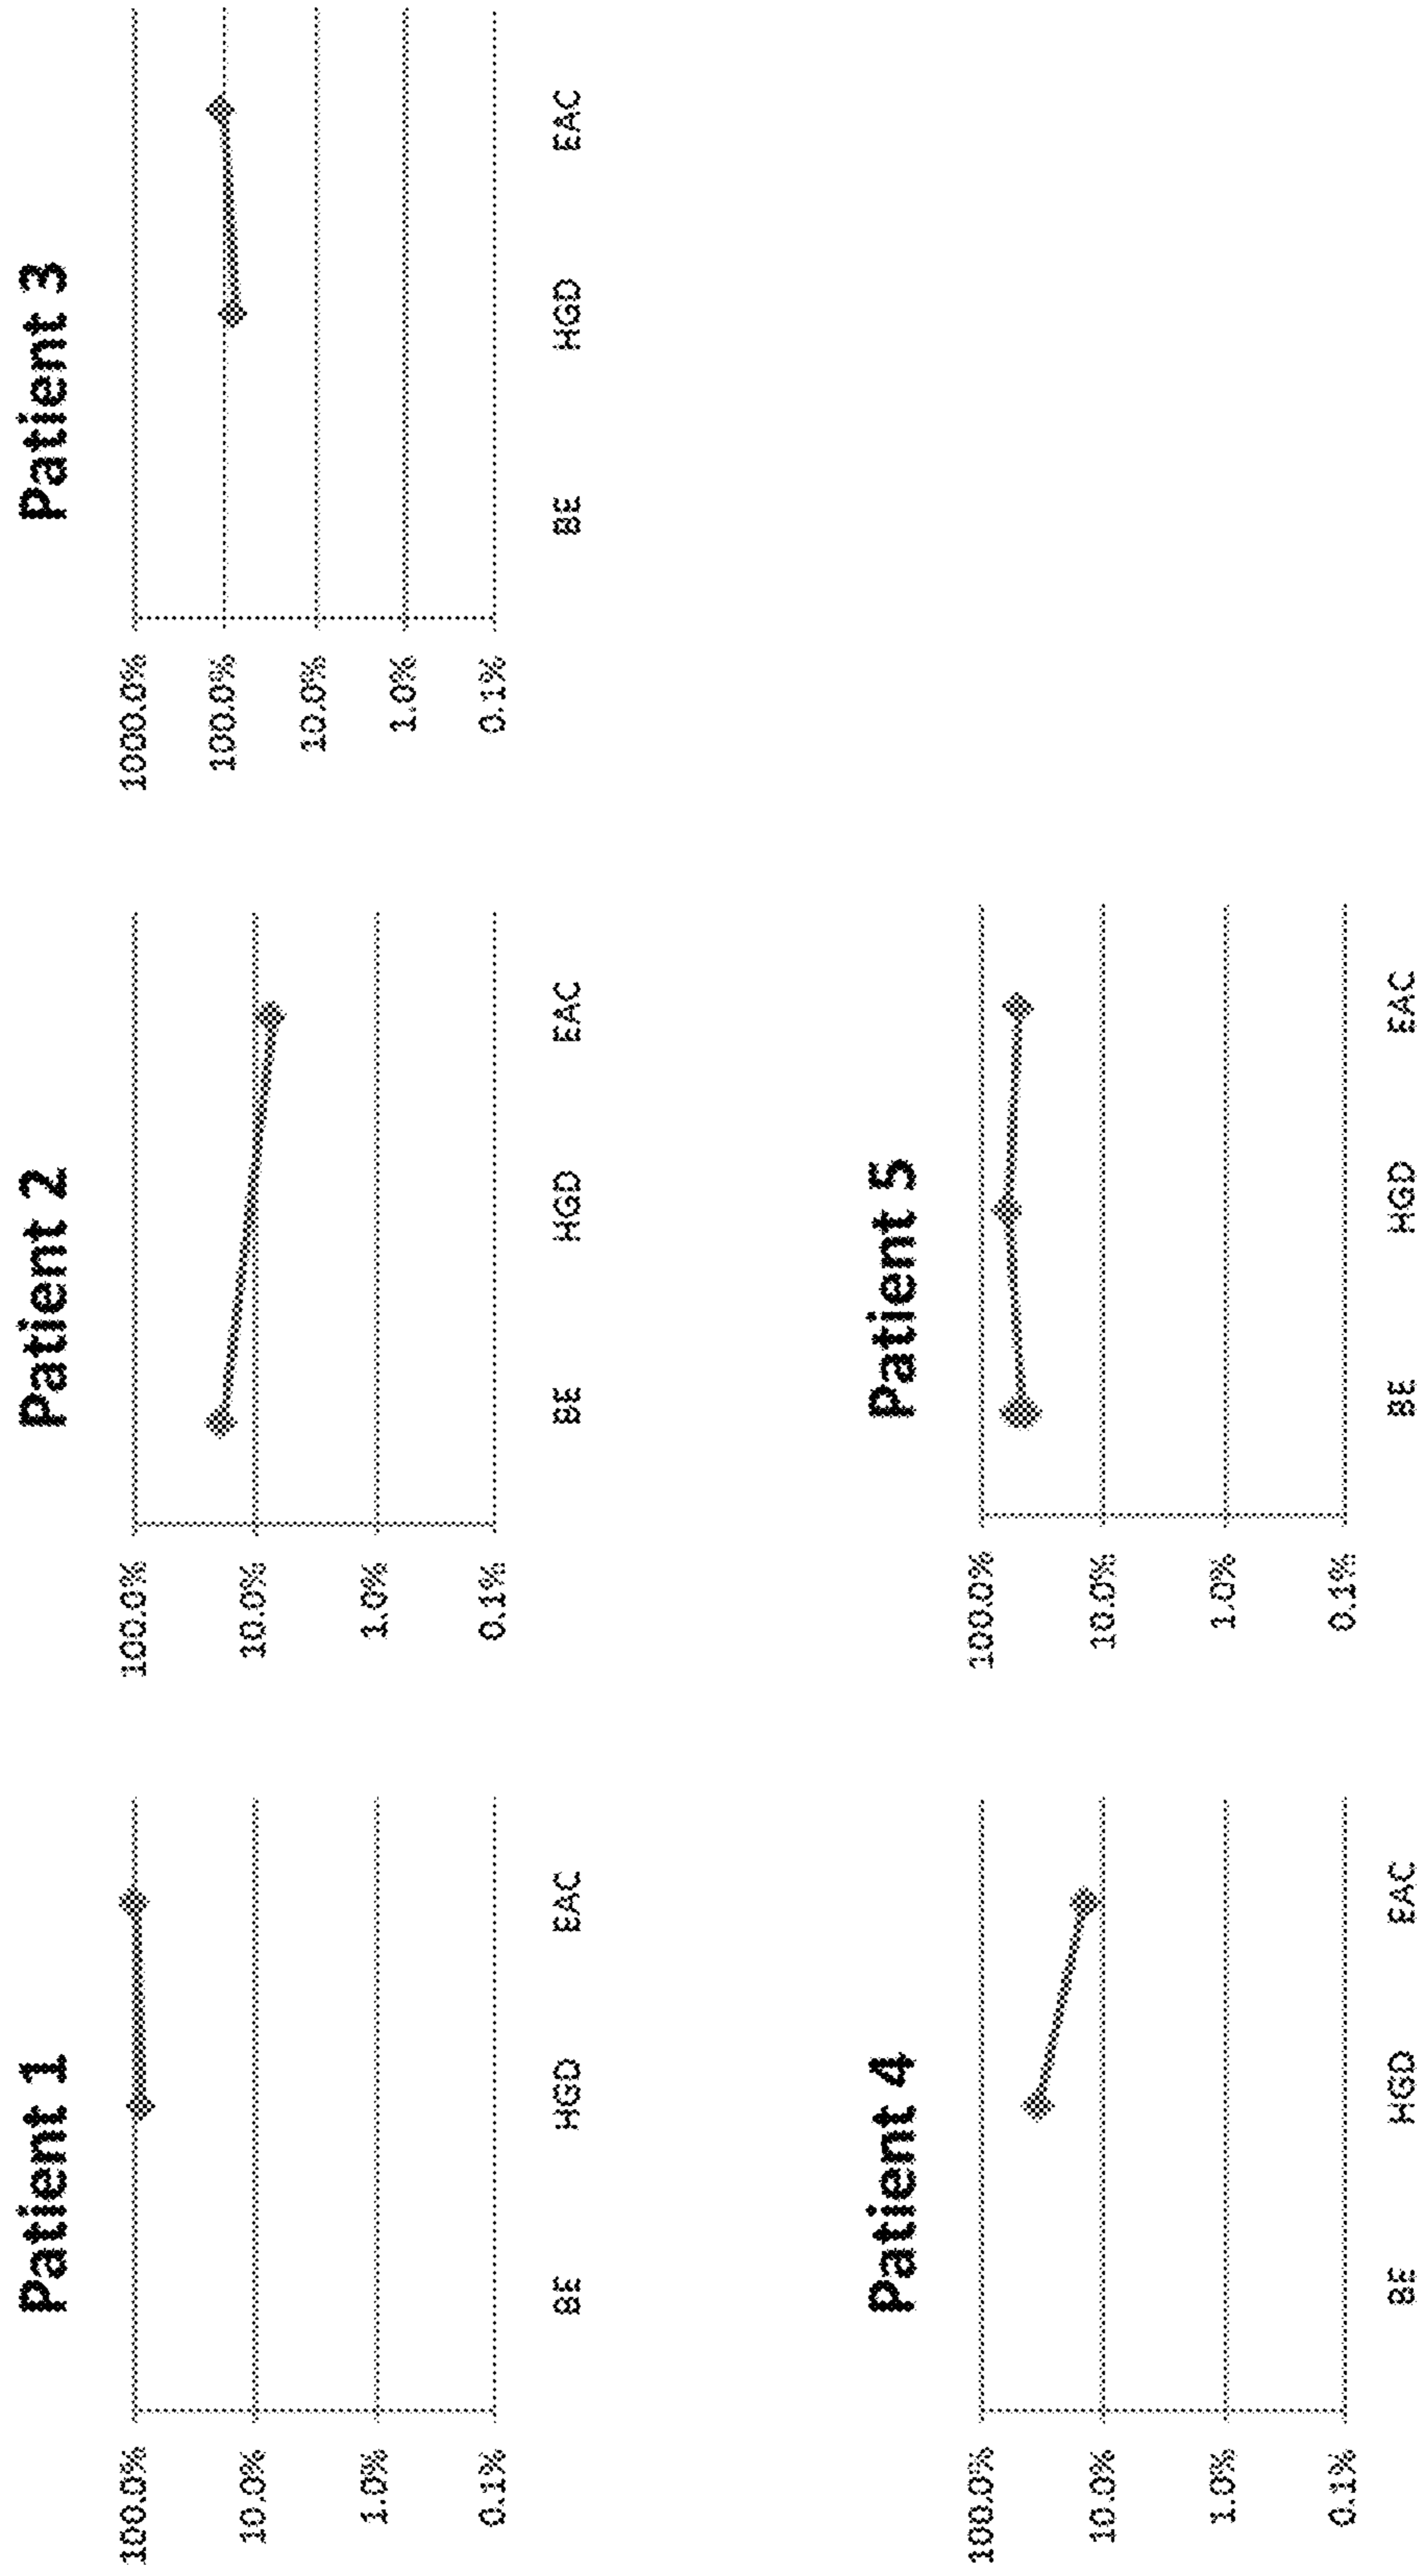 Patient 1
100.0%
10.0%
1.0%
0.1%
BE HGD EAC
Patient 2
100.0%
10.0%
1.0%
0.1%
BE HGD EAC
Patient 3
1000.0%
100.0%
10.0%
1.0%
0.1%
BE HGD EAC
Patient 4
100.0%
10.0%
1.0%
0.1%
BE HGD EAC
Patient 5
100.0%
10.0%
1.0%
0.1%
BE HGD EAC